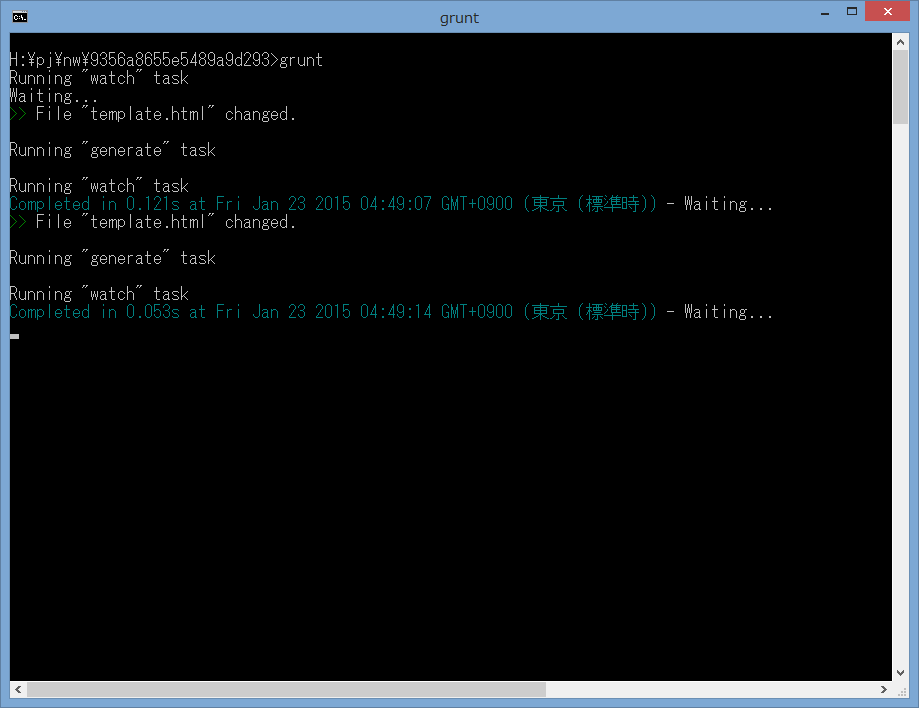 grunt
H:¥pj¥nw¥9356a8655e5489a9d293>grunt
Running "watch" task
Waiting...
>> File "template.html" changed.
Running "generate" task
Running "watch" task
Completed in 0.121s at Fri Jan 23 2015 04:49:07 GMT+0900 (東京 (標準時)) - Waiting...
>> File "template.html" changed.
Running "generate" task
Running "watch" task
Completed in 0.053s at Fri Jan 23 2015 04:49:14 GMT+0900 (東京 (標準時)) - Waiting...